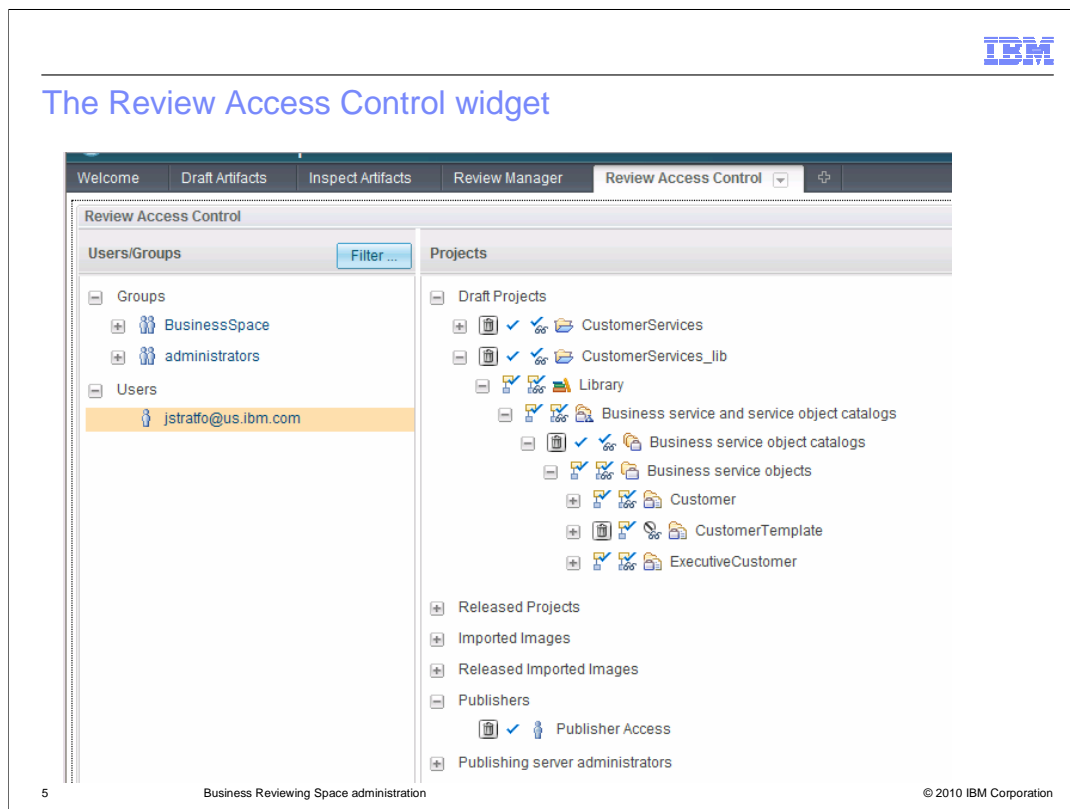 IBM
The Review Access Control widget
Welcome
Draft Artifacts
Inspect Artifacts
Review Manager
Review Access Control
Review Access Control
Users/Groups
Filter ...
Groups
BusinessSpace
administrators
Users
jstratfo@us.ibm.com
Projects
Draft Projects
CustomerServices
CustomerServices_lib
Library
Business service and service object catalogs
Business service object catalogs
Business service objects
Customer
CustomerTemplate
ExecutiveCustomer
Released Projects
Imported Images
Released Imported Images
Publishers
Publisher Access
Publishing server administrators
5
Business Reviewing Space administration
© 2010 IBM Corporation